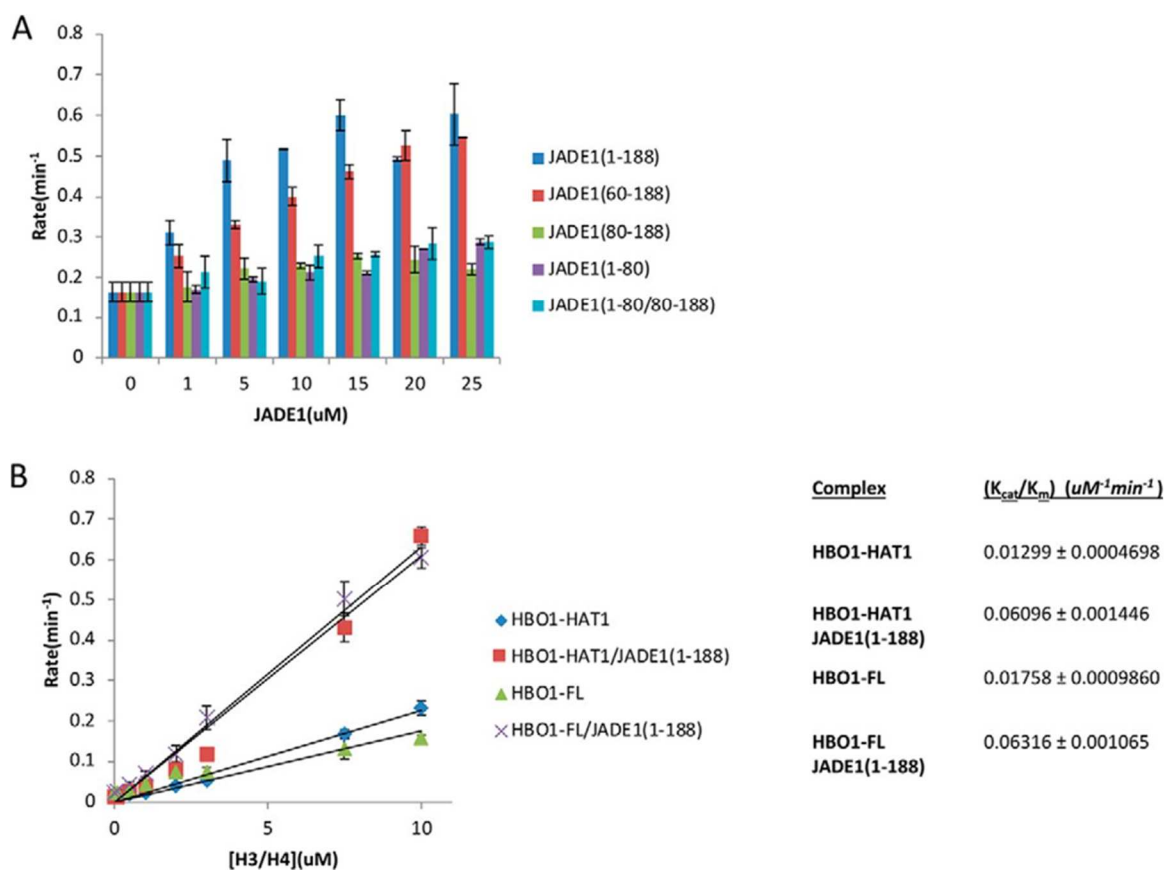 A
0.8
0.7
0.6
0.5
0.4
0.3
0.2
0.1
0
Rate(min-1)
0 1 5 10 15 20 25
JADE1(uM)
JADE1(1-188)
JADE1(60-188)
JADE1(80-188)
JADE1(1-80)
JADE1(1-80/80-188)
B
0.8
0.7
0.6
0.5
0.4
0.3
0.2
0.1
0
Rate(min-1)
0 5 10
[H3/H4](uM)
HBO1-HAT1
HBO1-HAT1/JADE1(1-188)
HBO1-FL
HBO1-FL/JADE1(1-188)
Complex (Kcat/Km) (uM-1min-1)
HBO1-HAT1 0.01299 ± 0.0004698
HBO1-HAT1 0.06096 ± 0.001446
JADE1(1-188)
HBO1-FL 0.01758 ± 0.0009860
HBO1-FL 0.06316 ± 0.001065
JADE1(1-188)